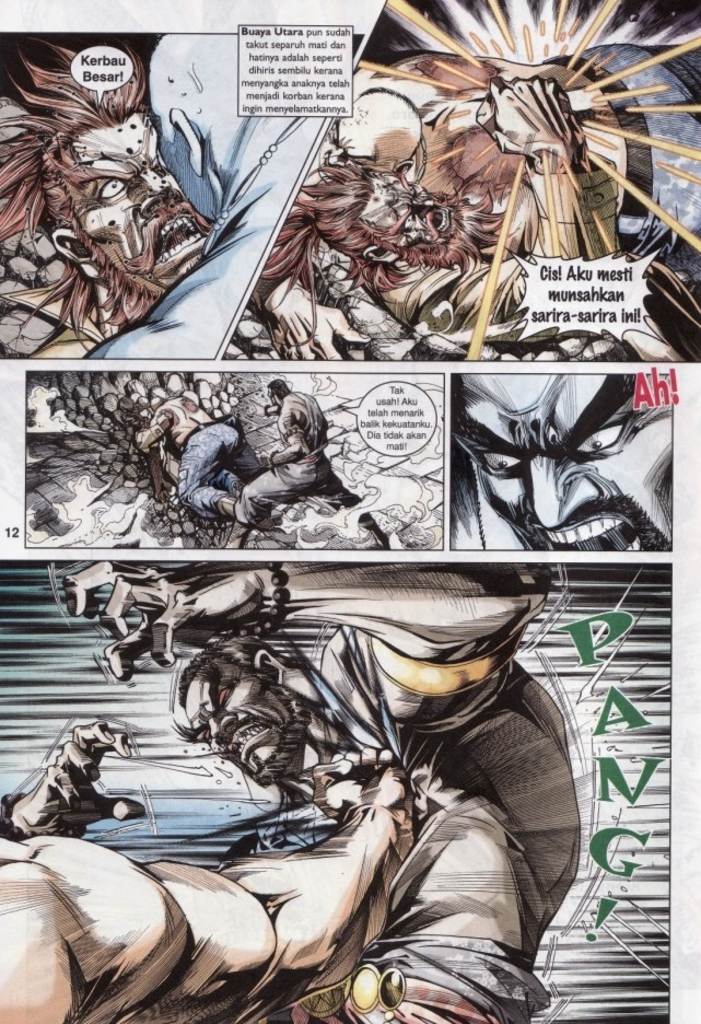 Kerbau
Besar!
Buaya Utara pun sudah
takut separuh mati dan
hatinya adalah seperti
dihiris sembilu kerana
menyangka anaknya telah
menjadi korban kerana
ingin menyelamatkannya.
Cis! Aku mesti
munsahkan
sarira-sarira ini!
Tak
usah! Aku
telah menarik
balik kekuatanku.
Dia tidak akan
mati!
Ah!
12
PANG!